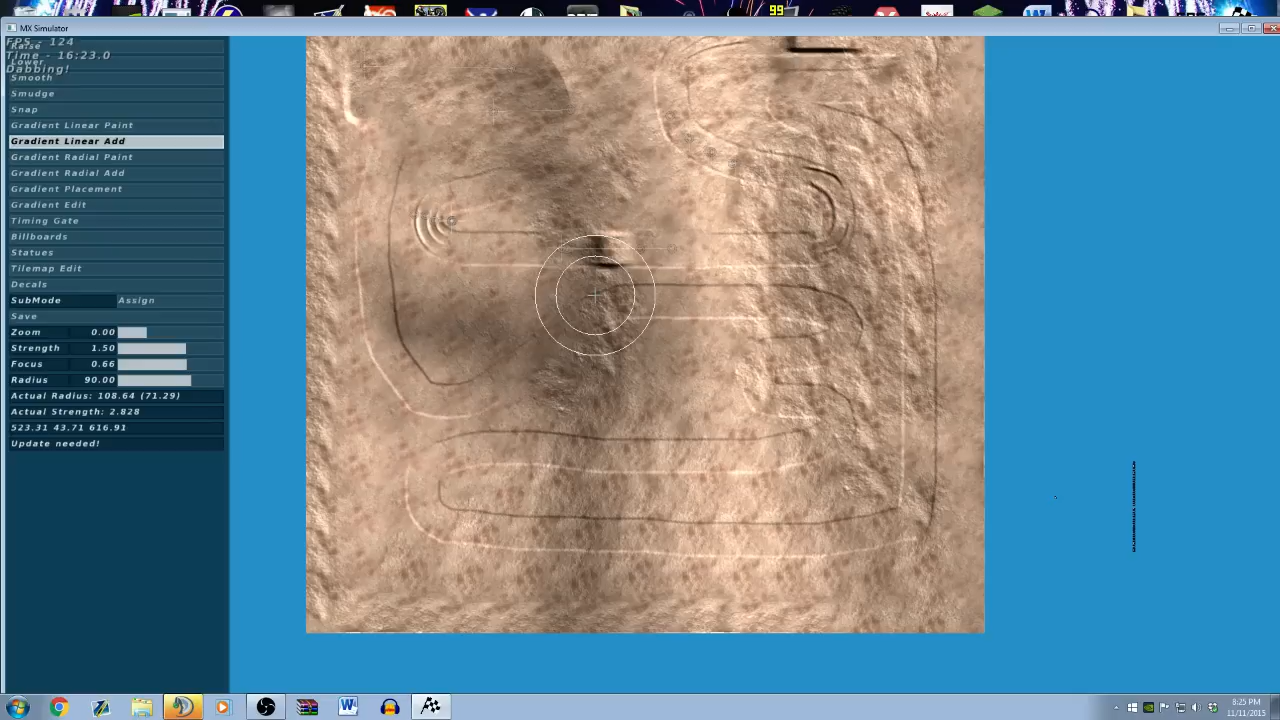 99
MX Simulator
FPS - 124
Raise
Time - 16:23.0
Lower
Dabbing!
Smooth
Smudge
Snap
Gradient Linear Paint
Gradient Linear Add
Gradient Radial Paint
Gradient Radial Add
Gradient Placement
Gradient Edit
Timing Gate
Billboards
Statues
Tilemap Edit
Decals
SubMode Assign
Save
Zoom 0.00
Strength 1.50
Focus 0.66
Radius 90.00
Actual Radius: 108.64 (71.29)
Actual Strength: 2.828
523.31 43.71 616.91
Update needed!
8:25 PM
11/11/2015